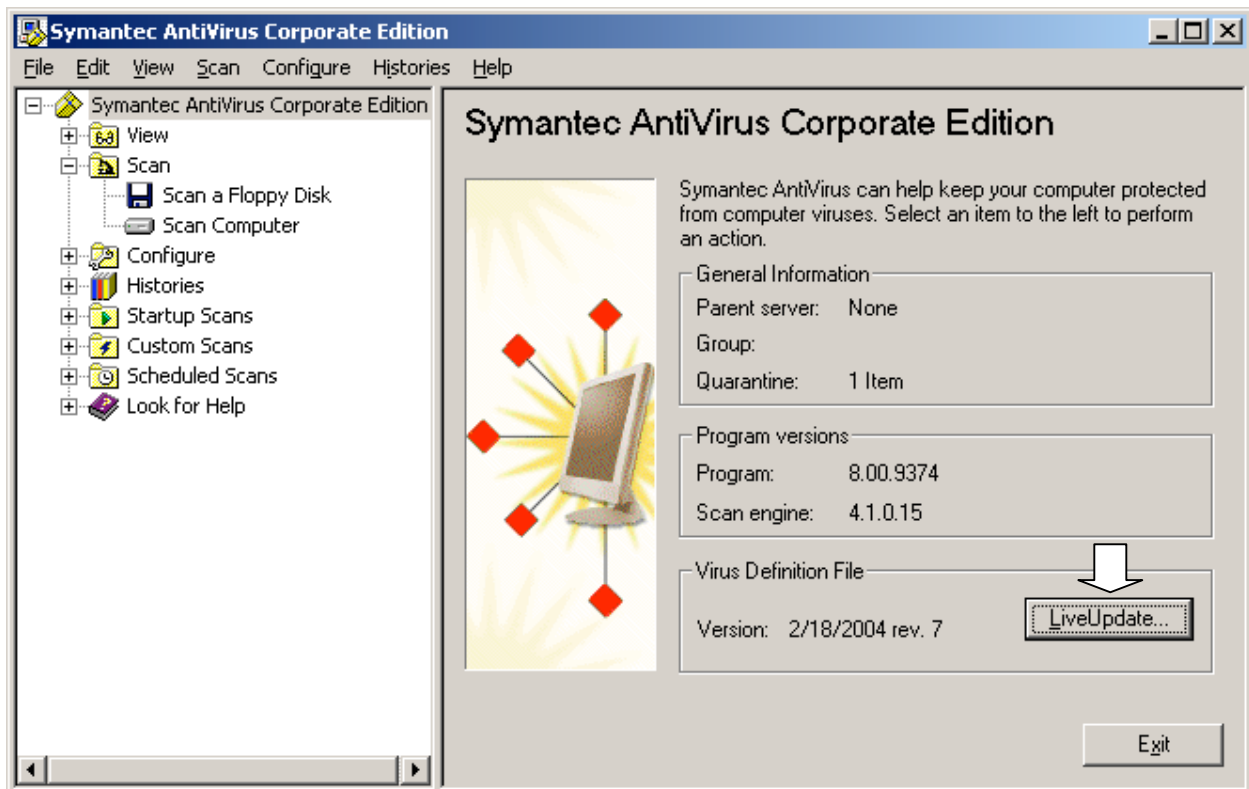 Symantec AntiVirus Corporate Edition
File Edit View Scan Configure Histories Help
Symantec AntiVirus Corporate Edition
View
Scan
Scan a Floppy Disk
Scan Computer
Configure
Histories
Startup Scans
Custom Scans
Scheduled Scans
Look for Help
Symantec AntiVirus Corporate Edition
Symantec AntiVirus can help keep your computer protected
from computer viruses. Select an item to the left to perform
an action.
General Information
Parent server: None
Group:
Quarantine: 1 Item
Program versions
Program: 8.00.9374
Scan engine: 4.1.0.15
Virus Definition File
Version: 2/18/2004 rev. 7
LiveUpdate...
Exit